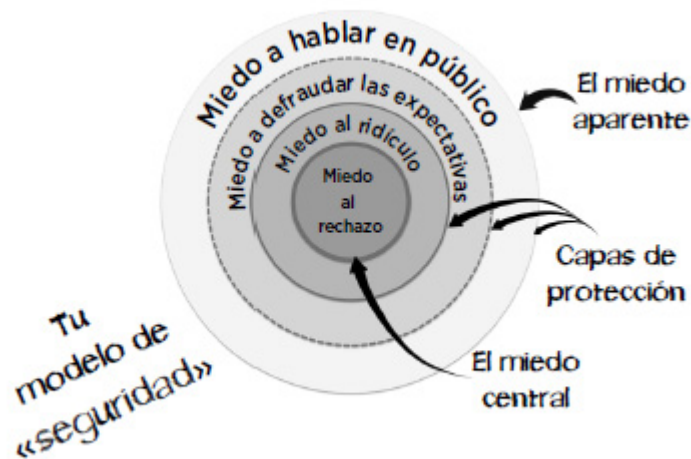 Miedo a hablar en público
Miedo a defraudar las expectativas
Miedo al ridículo
Miedo
al
rechazo
El miedo
aparente
Capas de
protección
El miedo
central
Tu
modelo de
«seguridad»